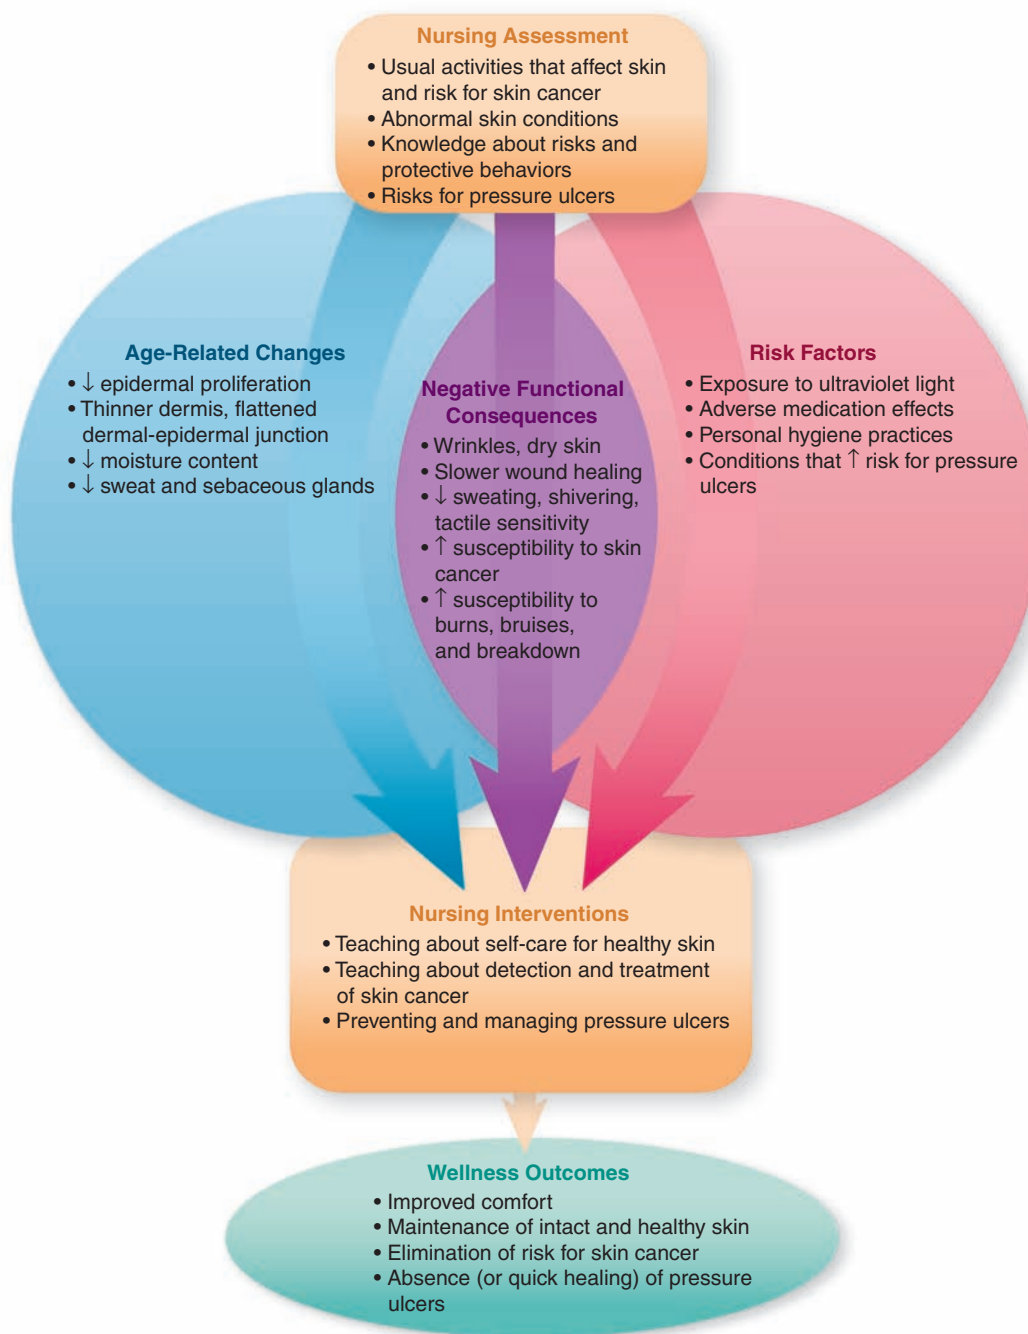 Nursing Assessment
• Usual activities that affect skin
and risk for skin cancer
• Abnormal skin conditions
• Knowledge about risks and
protective behaviors
• Risks for pressure ulcers
Age-Related Changes
• ↓ epidermal proliferation
• Thinner dermis, flattened
dermal-epidermal junction
• ↓ moisture content
• ↓ sweat and sebaceous glands
Negative Functional
Consequences
• Wrinkles, dry skin
• Slower wound healing
• ↓ sweating, shivering,
tactile sensitivity
• ↑ susceptibility to skin
cancer
• ↑ susceptibility to
burns, bruises,
and breakdown
Risk Factors
• Exposure to ultraviolet light
• Adverse medication effects
• Personal hygiene practices
• Conditions that ↑ risk for pressure
ulcers
Nursing Interventions
• Teaching about self-care for healthy skin
• Teaching about detection and treatment
of skin cancer
• Preventing and managing pressure ulcers
Wellness Outcomes
• Improved comfort
• Maintenance of intact and healthy skin
• Elimination of risk for skin cancer
• Absence (or quick healing) of pressure
ulcers